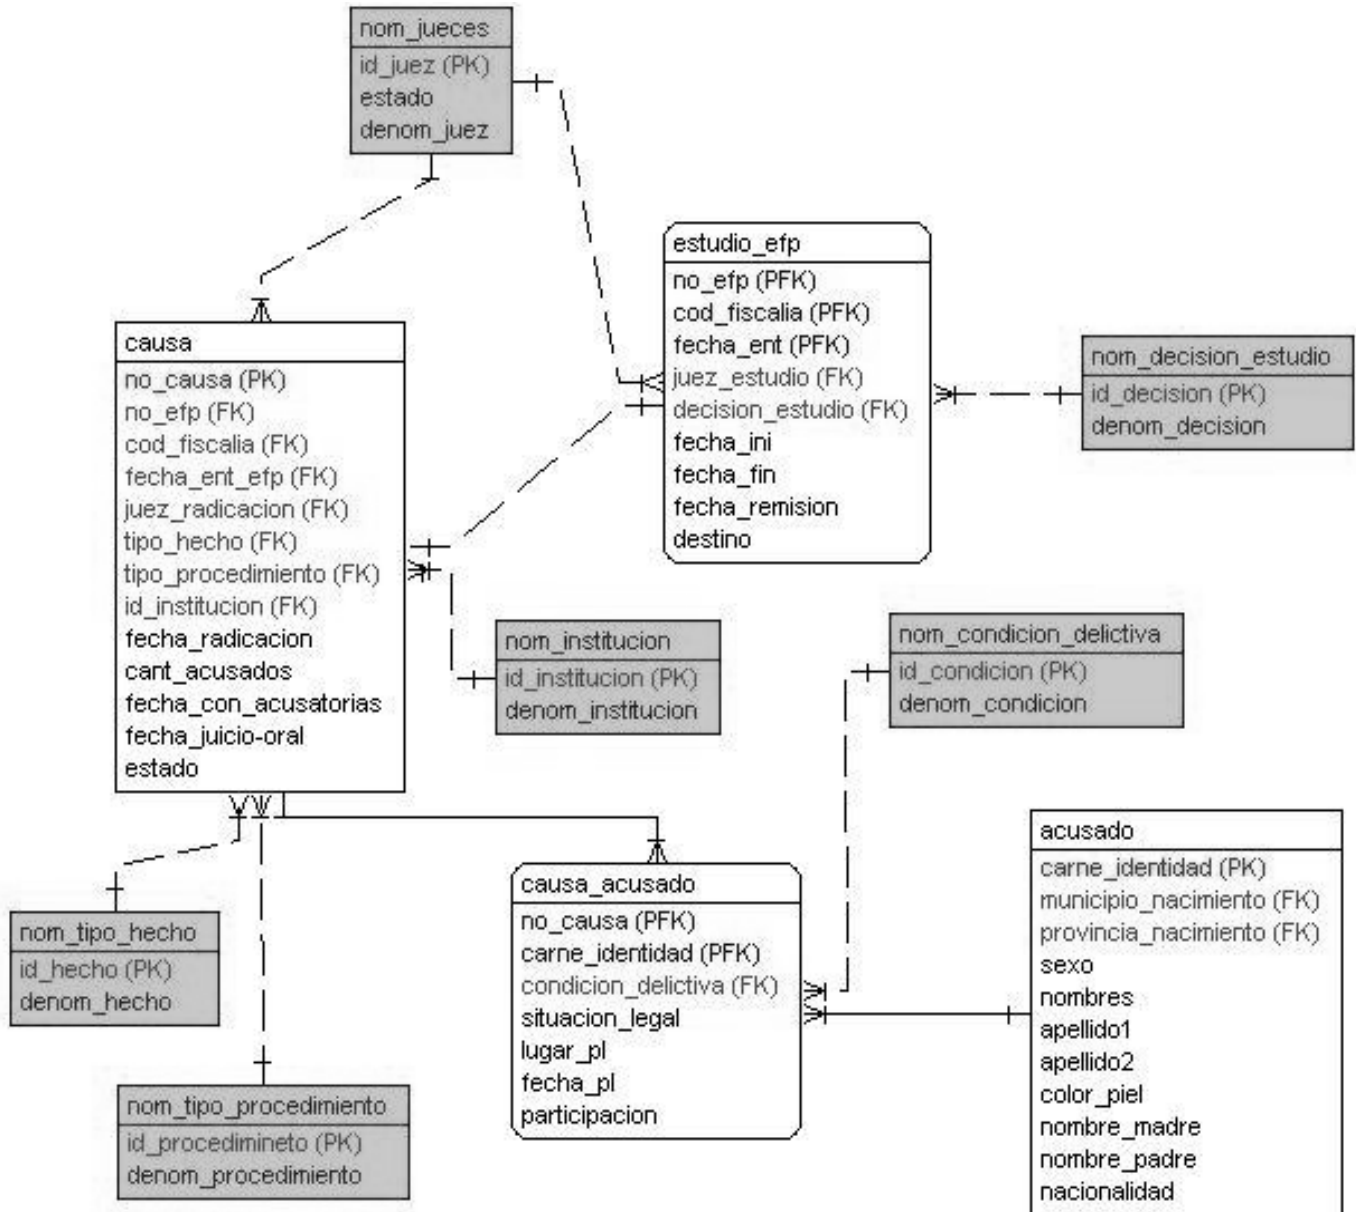 nom_jueces
id_juez (PK)
estado
denom_juez
estudio_efp
no_efp (PFK)
cod_fiscalia (PFK)
fecha_ent (PFK)
juez_estudio (FK)
decision_estudio (FK)
fecha_ini
fecha_fin
fecha_remision
destino
nom_decision_estudio
id_decision (PK)
denom_decision
causa
no_causa (PK)
no_efp (FK)
cod_fiscalia (FK)
fecha_ent_efp (FK)
juez_radicacion (FK)
tipo_hecho (FK)
tipo_procedimiento (FK)
id_institucion (FK)
fecha_radicacion
cant_acusados
fecha_con_acusatorias
fecha_juicio-oral
estado
nom_institucion
id_institucion (PK)
denom_institucion
nom_condicion_delictiva
id_condicion (PK)
denom_condicion
acusado
carne_identidad (PK)
municipio_nacimiento (FK)
provincia_nacimiento (FK)
sexo
nombres
apellido1
apellido2
color_piel
nombre_madre
nombre_padre
nacionalidad
causa_acusado
no_causa (PFK)
carne_identidad (PFK)
condicion_delictiva (FK)
situacion_legal
lugar_pl
fecha_pl
participacion
nom_tipo_hecho
id_hecho (PK)
denom_hecho
nom_tipo_procedimiento
id_procedimineto (PK)
denom_procedimiento